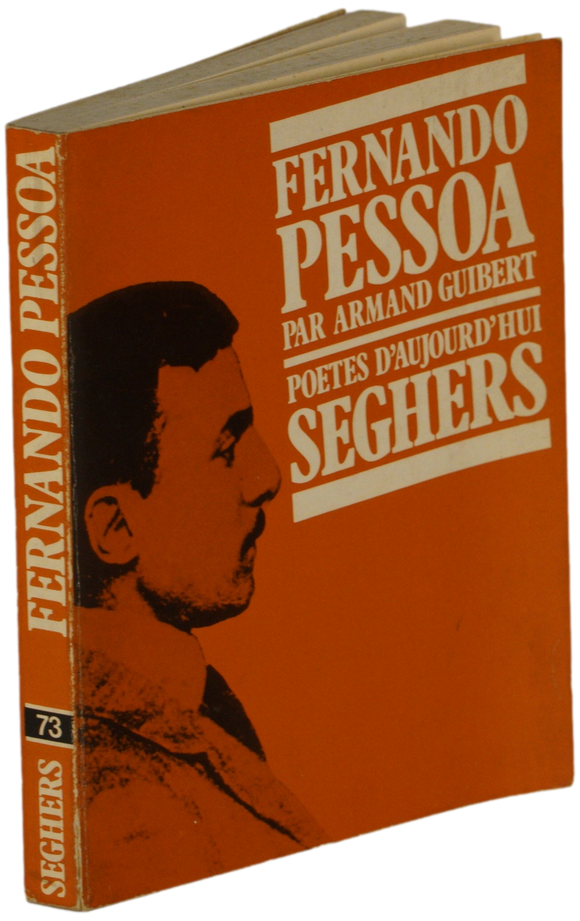 FERNANDO
PESSOA
PAR ARMAND GUIBERT
POETES D'AUJOURD'HUI
SEGHERS
FERNANDO PESSOA
73
SEGHERS